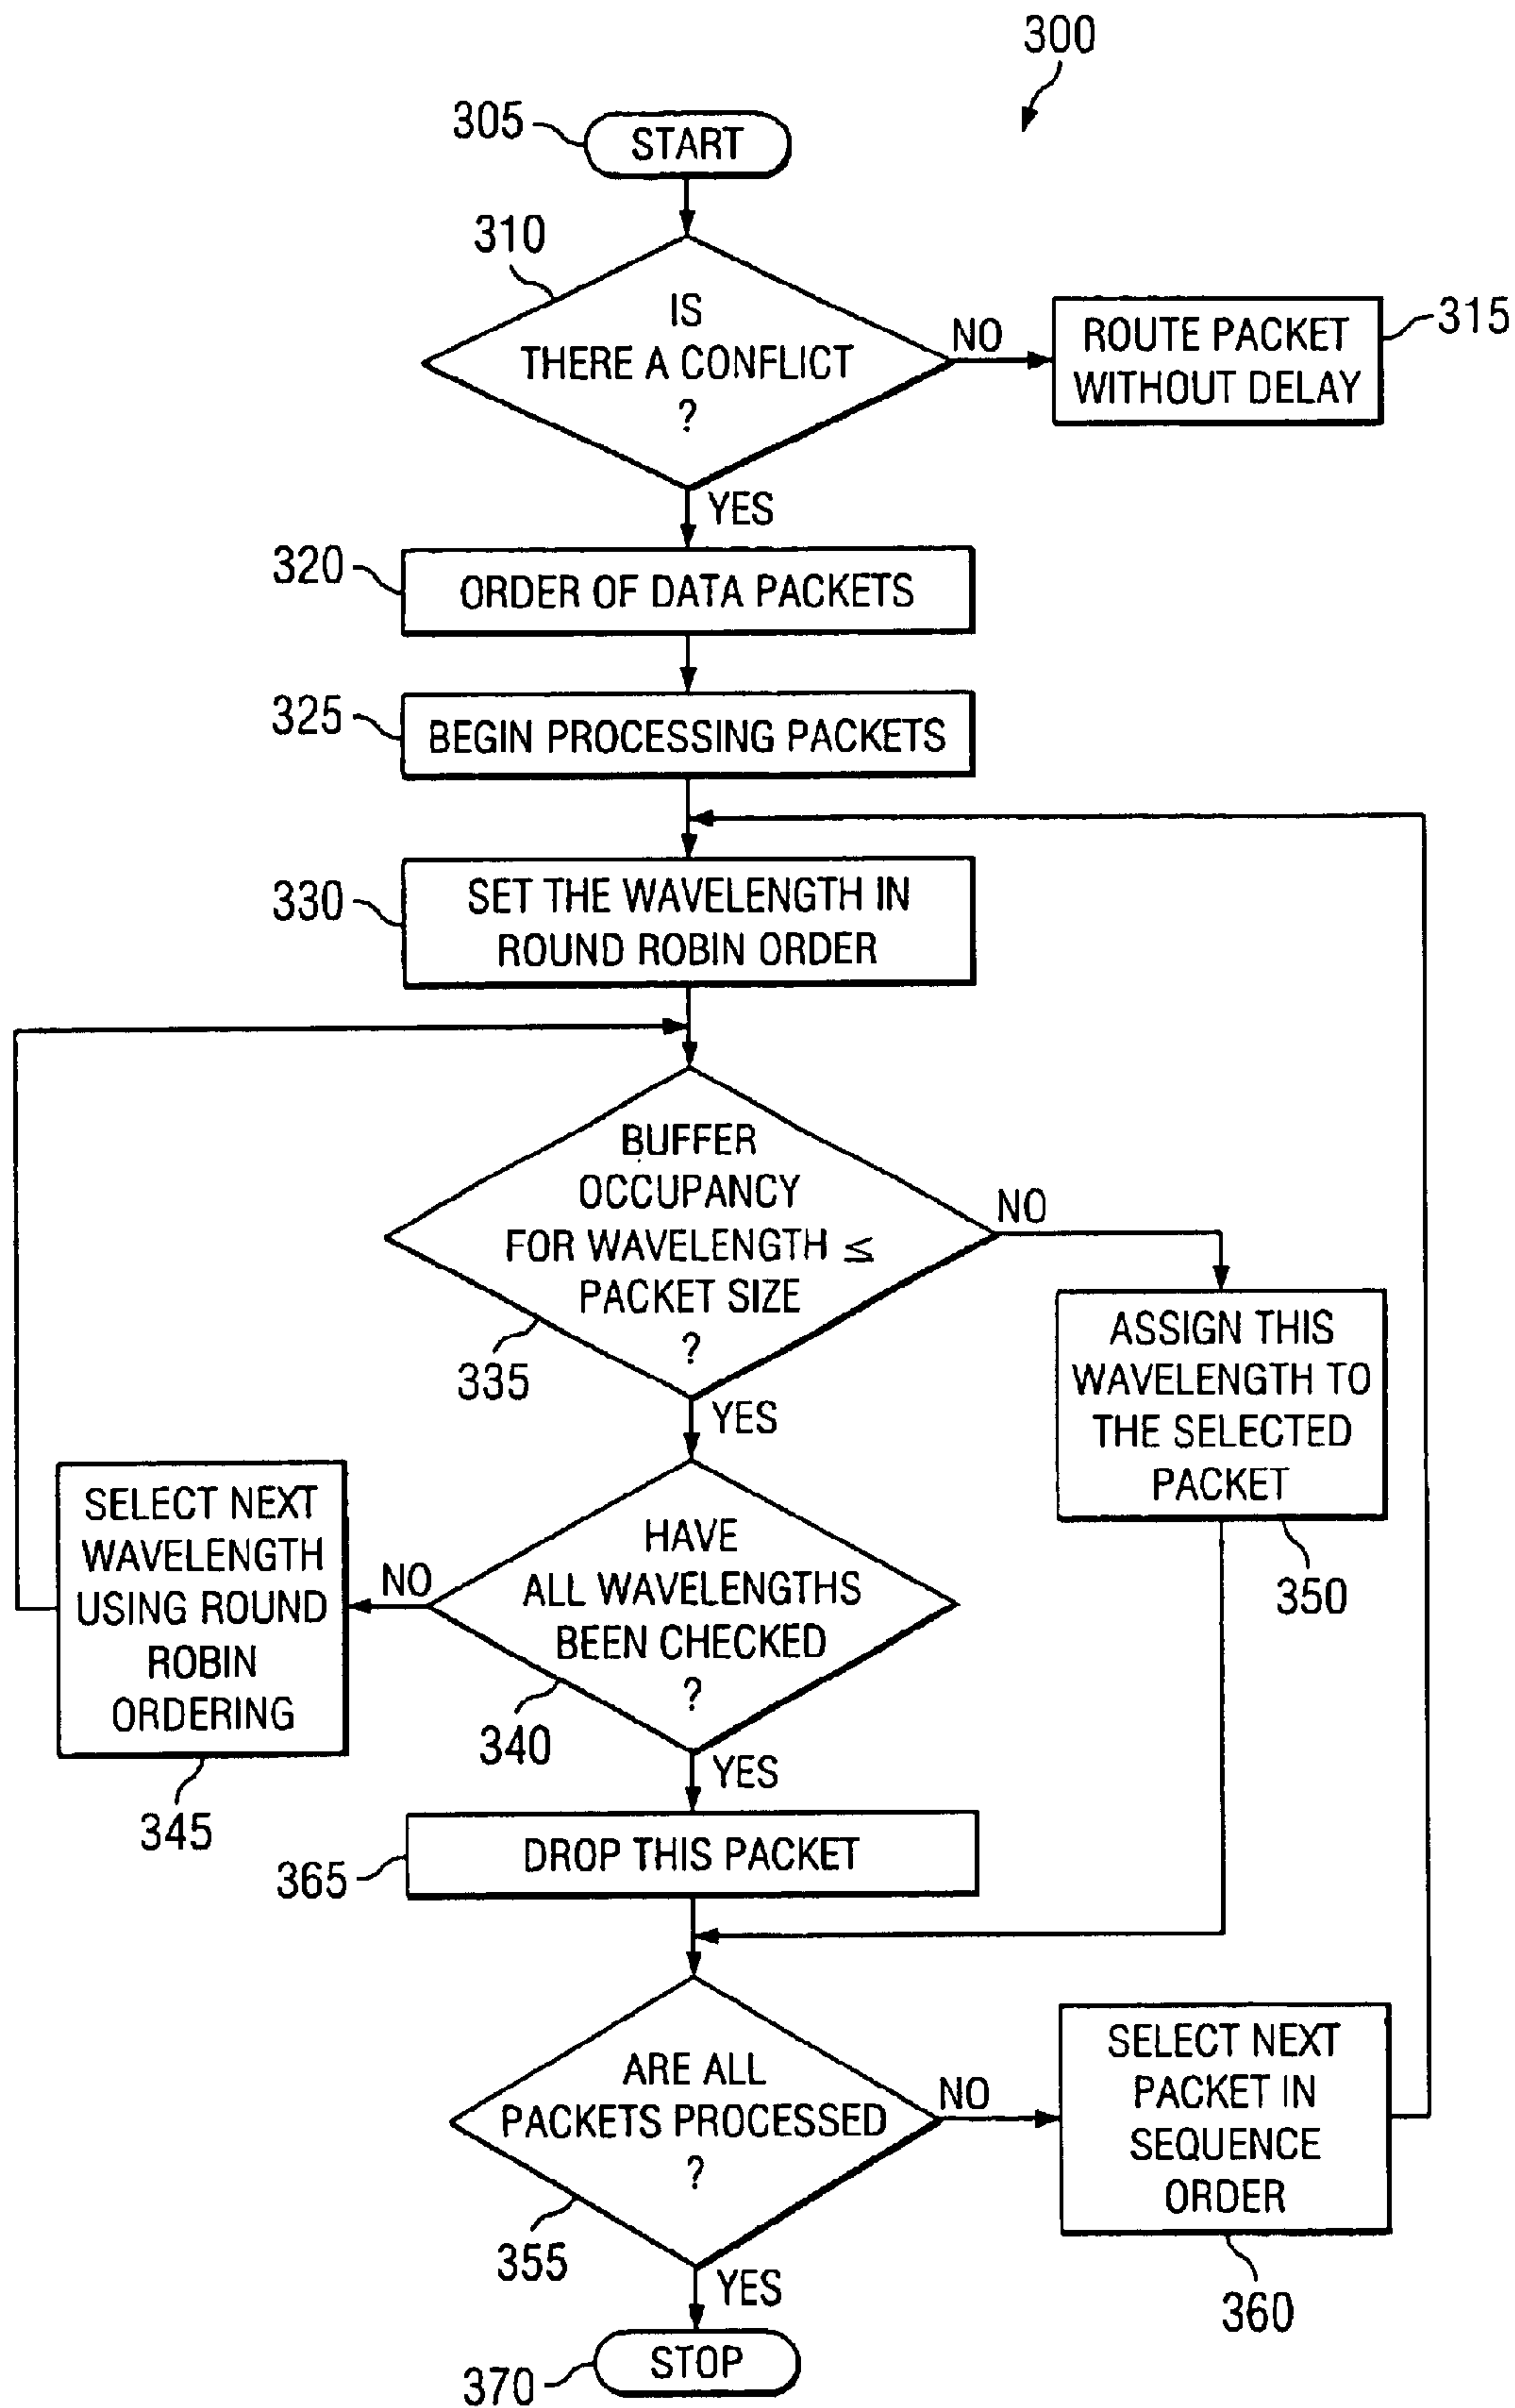 300
305
START
310
IS
THERE A CONFLICT
?
NO
ROUTE PACKET
WITHOUT DELAY
315
YES
320
ORDER OF DATA PACKETS
325
BEGIN PROCESSING PACKETS
330
SET THE WAVELENGTH IN
ROUND ROBIN ORDER
BUFFER
OCCUPANCY
FOR WAVELENGTH ≦
PACKET SIZE
?
335
NO
YES
ASSIGN THIS
WAVELENGTH TO
THE SELECTED
PACKET
350
SELECT NEXT
WAVELENGTH
USING ROUND
ROBIN
ORDERING
345
NO
HAVE
ALL WAVELENGTHS
BEEN CHECKED
?
340
YES
365
DROP THIS PACKET
ARE ALL
PACKETS PROCESSED
?
355
NO
SELECT NEXT
PACKET IN
SEQUENCE
ORDER
360
YES
370
STOP